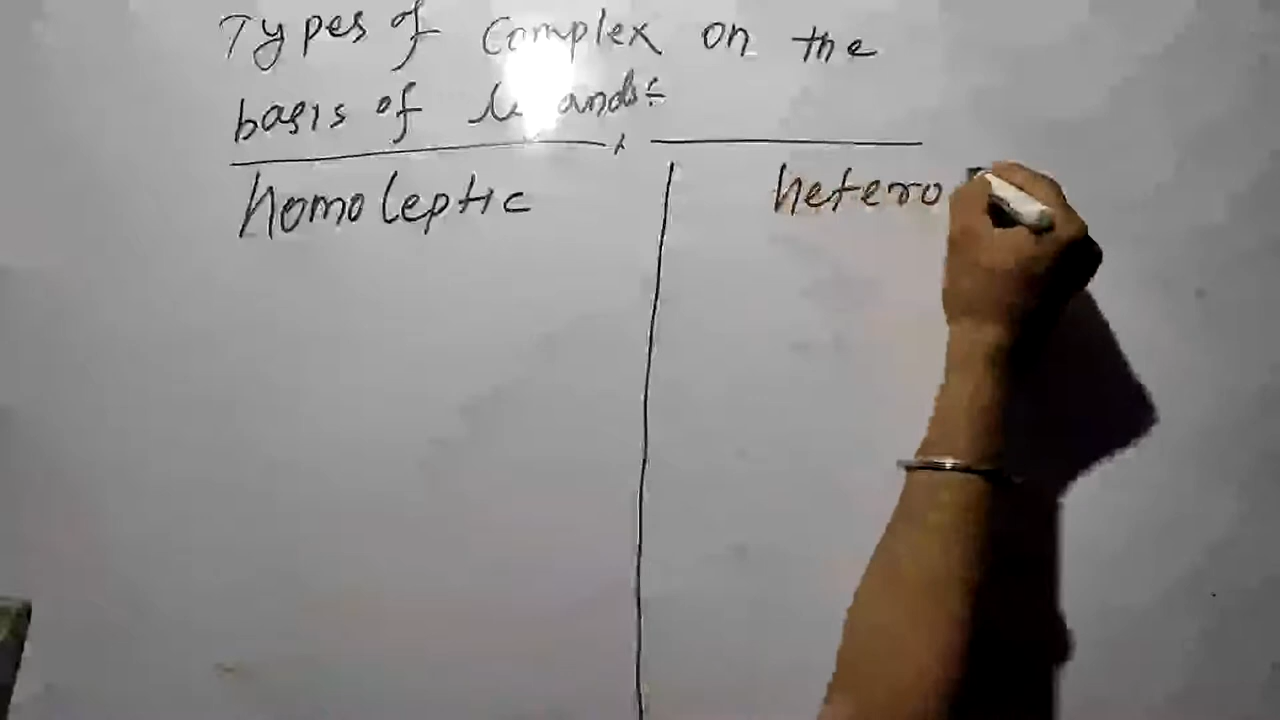 Types of Complex on the
basis of
homoleptic
hetero